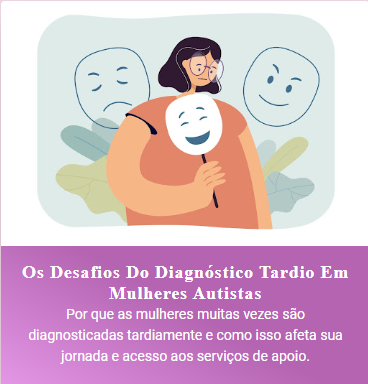 Os Desafios Do Diagnóstico Tardio Em
Mulheres Autistas
Por que as mulheres muitas vezes são
diagnosticadas tardiamente e como isso afeta sua
jornada e acesso aos serviços de apoio.